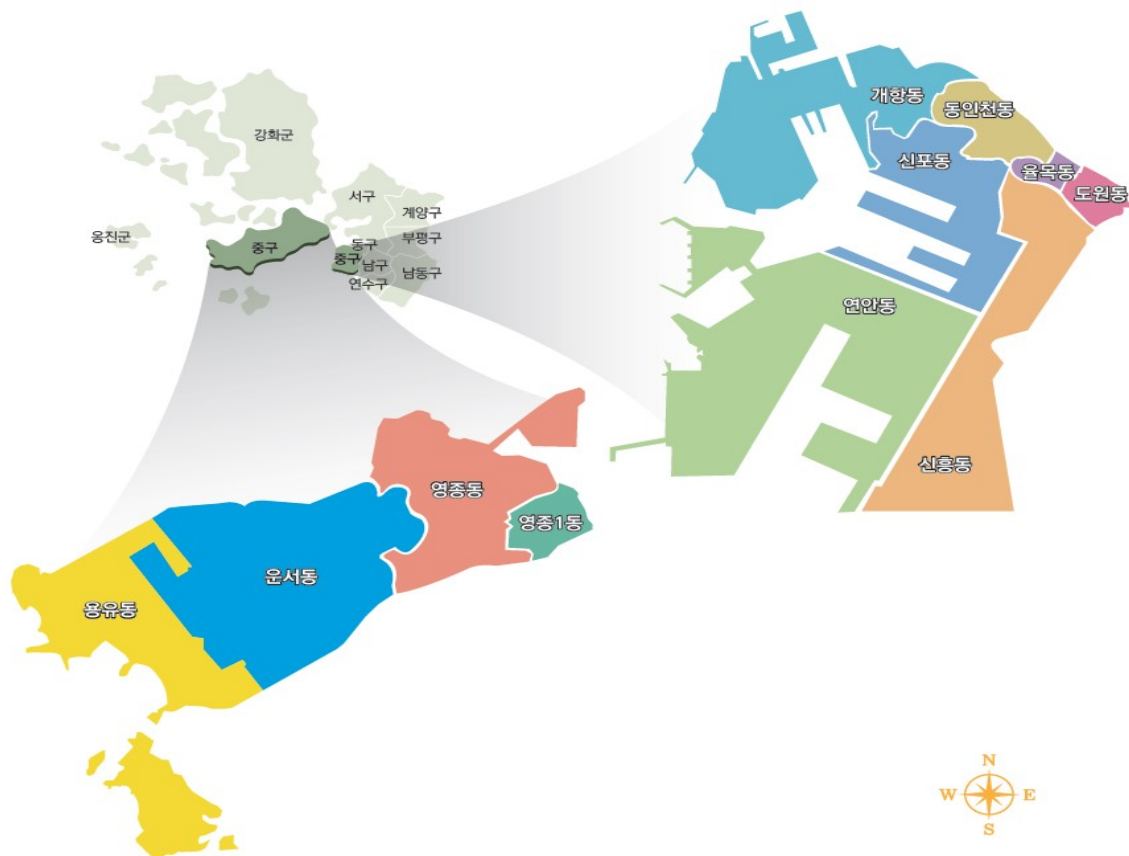 강화군
서구
계양구
옹진군
중구
동구
부평구
중구
남구
남동구
연수구
개항동
동인천동
신포동
율목동
도원동
연안동
신흥동
영종동
영종1동
운서동
용유동
N
W
E
S